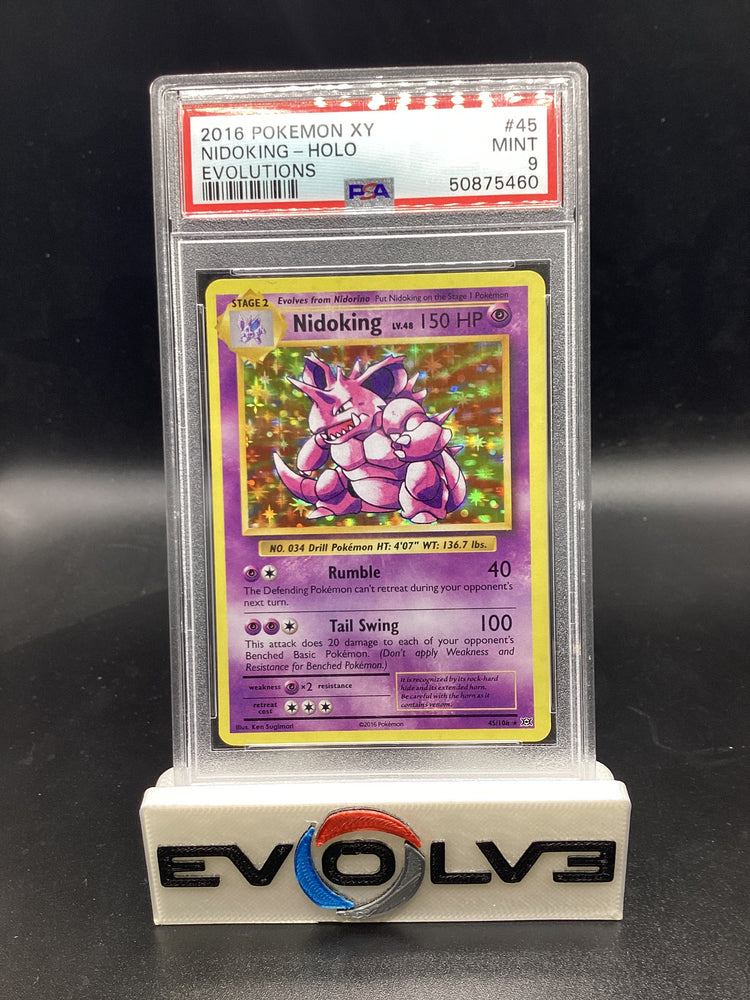 2016 POKEMON XY #45
NIDOKING – HOLO MINT
EVOLUTIONS 9
PSA 50875460
STAGE 2 Evolves from Nidorino Put Nidoking on the Stage 1 Pokémon
Nidoking LV.48 150 HP
NO. 034 Drill Pokémon HT: 4'07" WT: 136.7 lbs.
Rumble 40
The Defending Pokémon can't retreat during your opponent's
next turn.
Tail Swing 100
This attack does 20 damage to each of your opponent's
Benched Basic Pokémon. (Don't apply Weakness and
Resistance for Benched Pokémon.)
weakness ×2 resistance
retreat
cost
It is recognized by its rock-hard
hide and its extended horn.
Be careful with the horn as it
contains venom.
Illus. Ken Sugimori ©2016 Pokémon 45/108 ★
EVOLV3